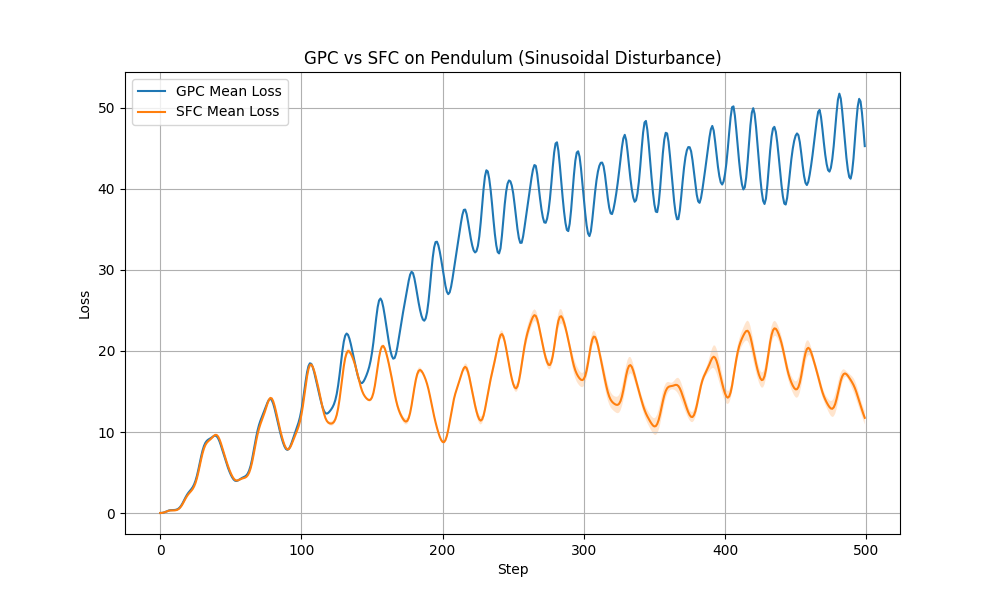 GPC vs SFC on Pendulum (Sinusoidal Disturbance)
GPC Mean Loss
SFC Mean Loss
50
40
30
20
10
0
Loss
0 100 200 300 400 500
Step